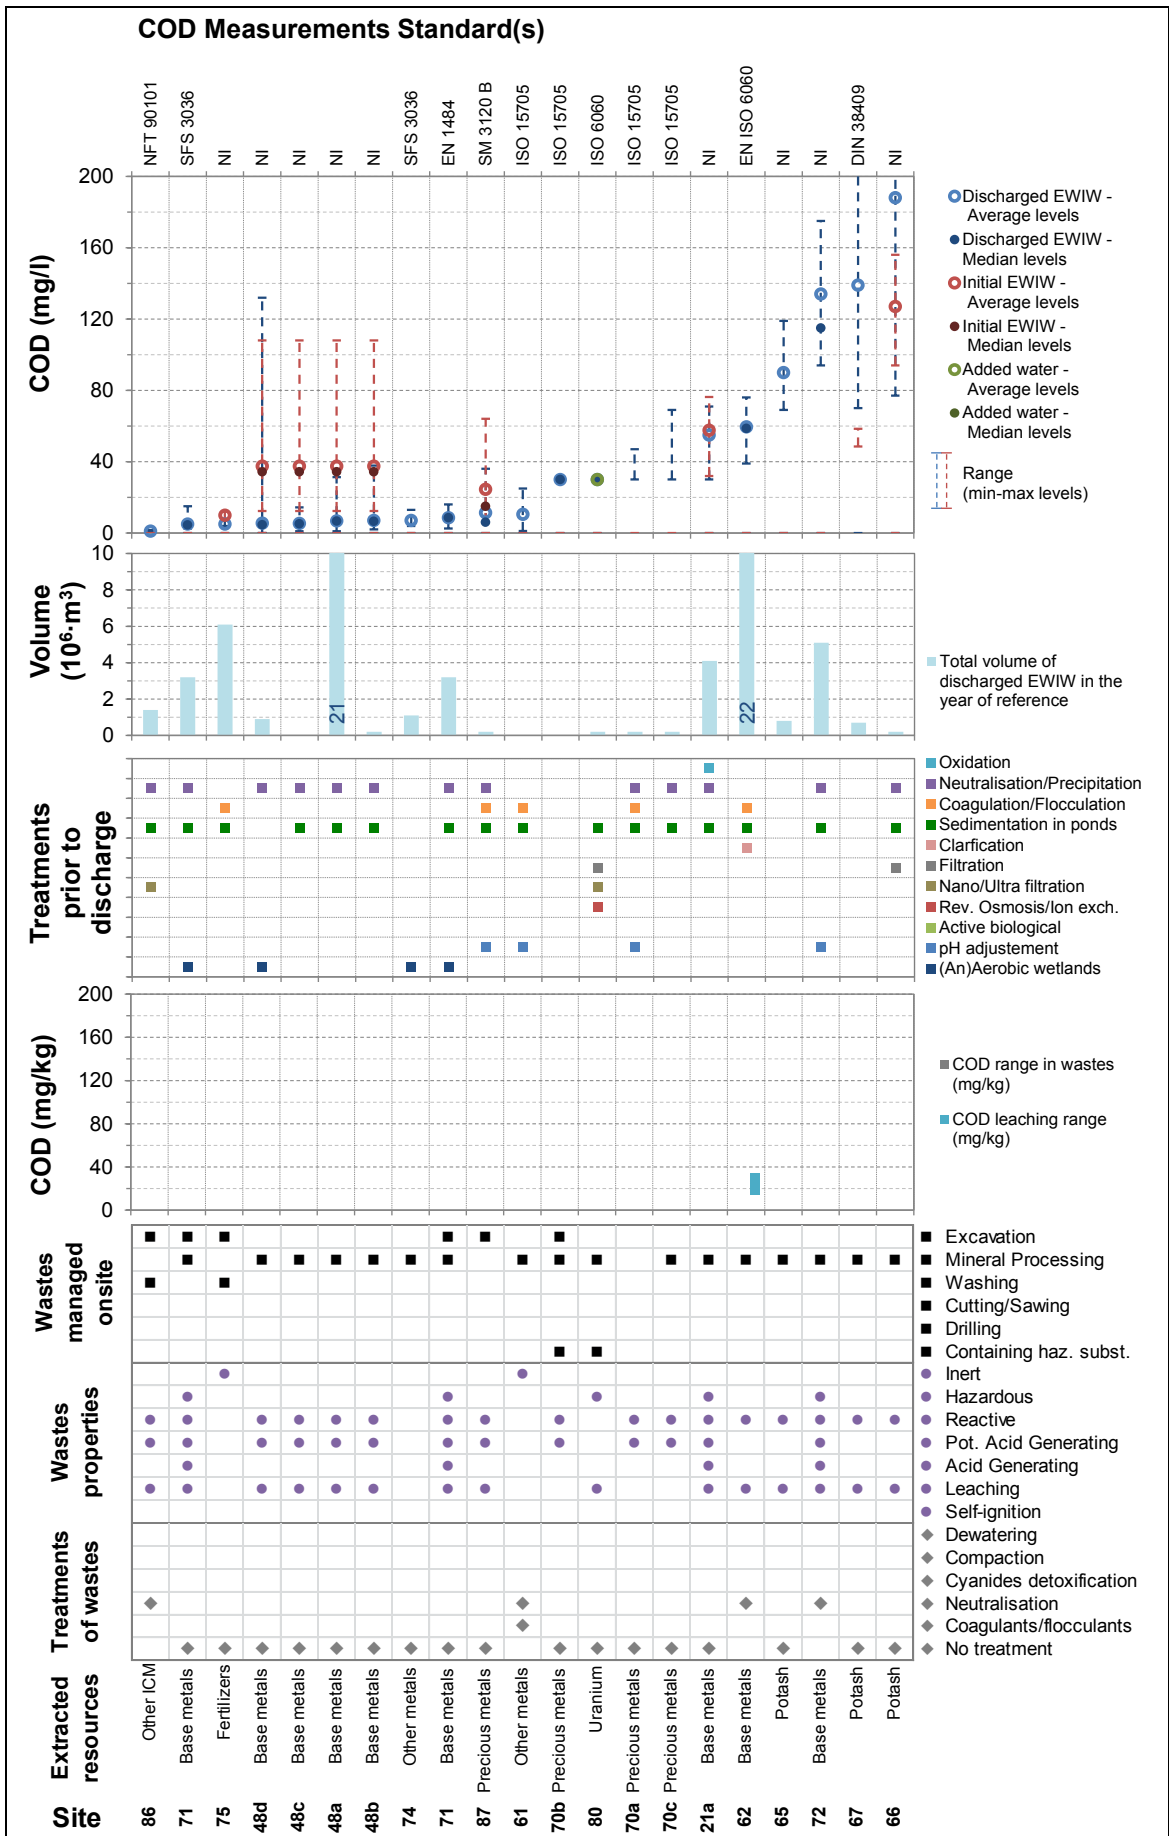 COD Measurements Standard(s)
NFT 90101
SFS 3036
NI
NI
NI
NI
NI
SFS 3036
EN 1484
SM 3120 B
ISO 15705
ISO 15705
ISO 6060
ISO 15705
ISO 15705
NI
EN ISO 6060
NI
NI
DIN 38409
NI
COD (mg/l)
200
160
120
80
40
0
Discharged EWIW -
Average levels
Discharged EWIW -
Median levels
Initial EWIW -
Average levels
Initial EWIW -
Median levels
Added water -
Average levels
Added water -
Median levels
Range
(min-max levels)
Volume
(10⁶·m³)
10
8
6
4
2
0
21
22
Total volume of
discharged EWIW in the
year of reference
Treatments
prior to
discharge
Oxidation
Neutralisation/Precipitation
Coagulation/Flocculation
Sedimentation in ponds
Clarfication
Filtration
Nano/Ultra filtration
Rev. Osmosis/Ion exch.
Active biological
pH adjustement
(An)Aerobic wetlands
COD (mg/kg)
200
160
120
80
40
0
COD range in wastes
(mg/kg)
COD leaching range
(mg/kg)
Wastes
managed
onsite
Excavation
Mineral Processing
Washing
Cutting/Sawing
Drilling
Containing haz. subst.
Wastes
properties
Inert
Hazardous
Reactive
Pot. Acid Generating
Acid Generating
Leaching
Self-ignition
Treatments
of wastes
Dewatering
Compaction
Cyanides detoxification
Neutralisation
Coagulants/flocculants
No treatment
Extracted
resources
Other ICM
Base metals
Fertilizers
Base metals
Base metals
Base metals
Base metals
Other metals
Base metals
Precious metals
Other metals
Precious metals
Uranium
Precious metals
Precious metals
Base metals
Base metals
Potash
Base metals
Potash
Potash
Site
86
71
75
48d
48c
48a
48b
74
71
87
61
70b
80
70a
70c
21a
62
65
72
67
66